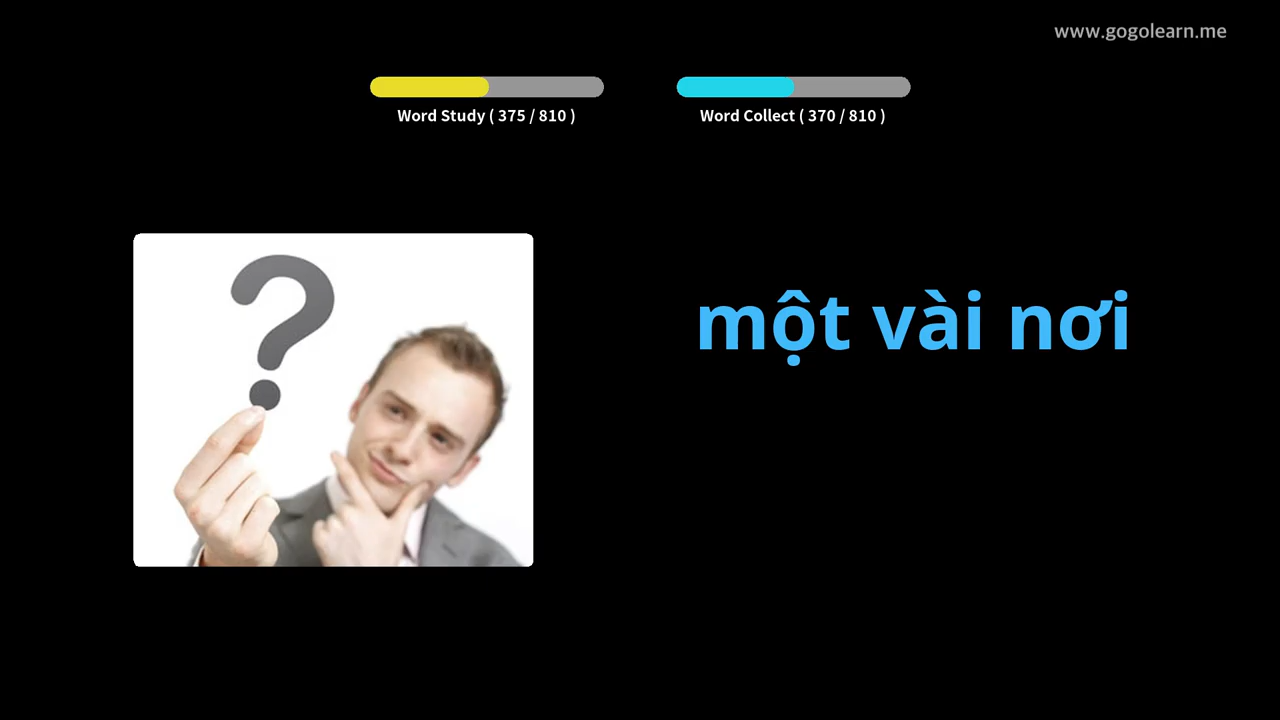 www.gogolearn.me
Word Study ( 375 / 810 )
Word Collect ( 370 / 810 )
?
một vài nơi